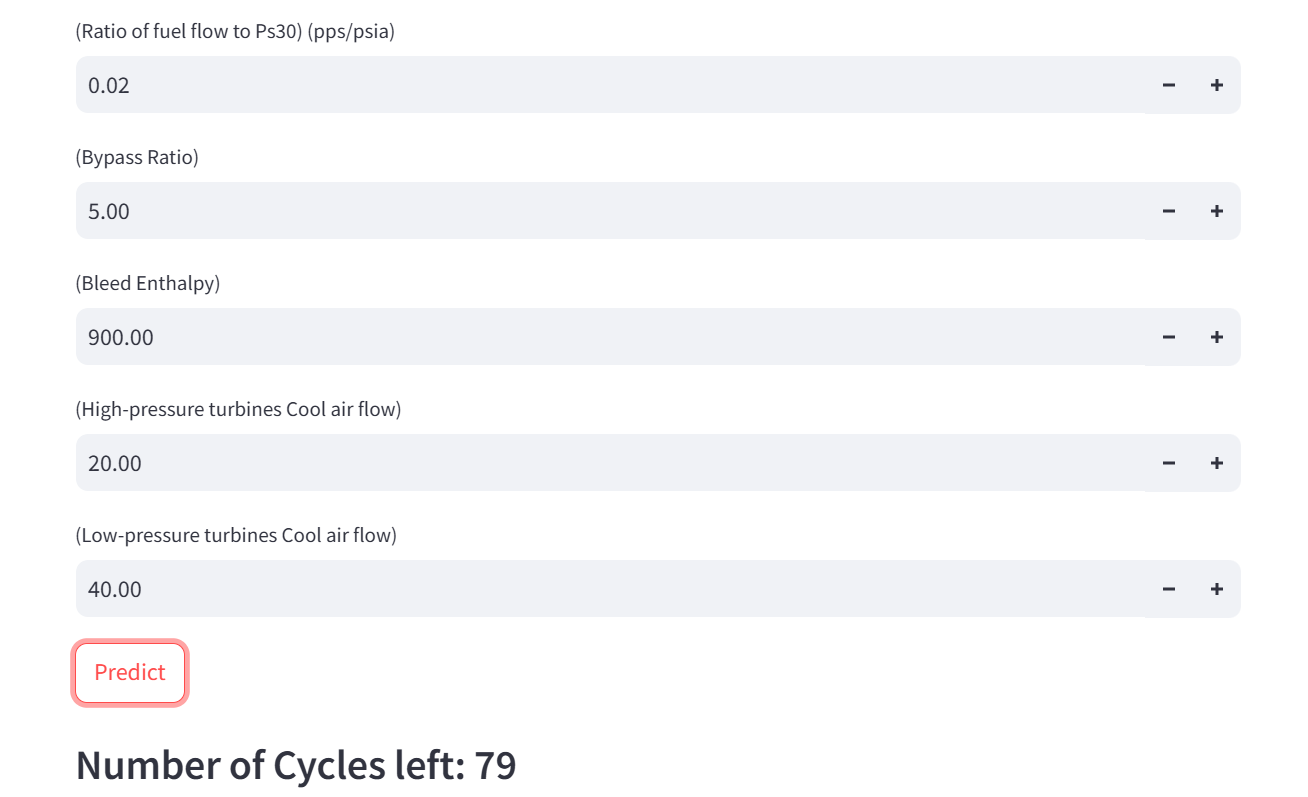 (Ratio of fuel flow to Ps30) (pps/psia)
0.02
(Bypass Ratio)
5.00
(Bleed Enthalpy)
900.00
(High-pressure turbines Cool air flow)
20.00
(Low-pressure turbines Cool air flow)
40.00
Predict
Number of Cycles left: 79